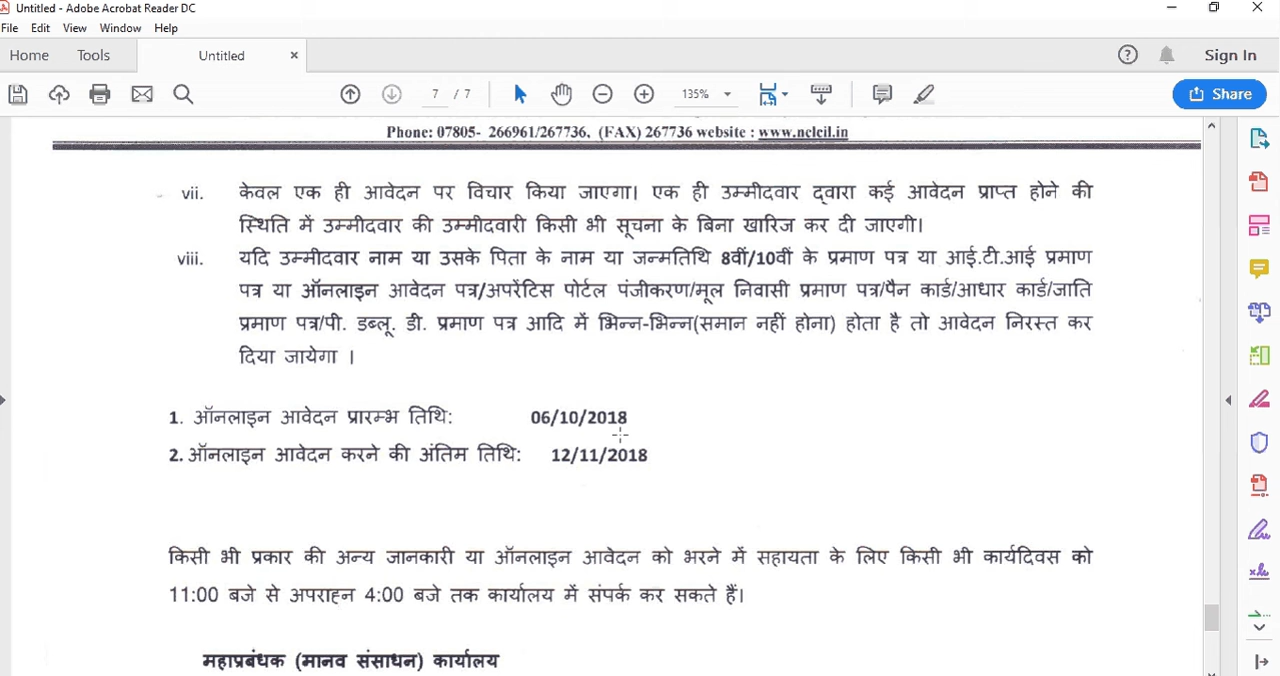 Untitled - Adobe Acrobat Reader DC
File Edit View Window Help
Home Tools Untitled × Sign In
7 / 7 135% Share
Phone: 07805- 266961/267736, (FAX) 267736 website : www.nclcil.in
vii. केवल एक ही आवेदन पर विचार किया जाएगा। एक ही उम्मीदवार द्वारा कई आवेदन प्राप्त होने की
स्थिति में उम्मीदवार की उम्मीदवारी किसी भी सूचना के बिना खारिज कर दी जाएगी।
viii. यदि उम्मीदवार नाम या उसके पिता के नाम या जन्मतिथि 8वीं/10वीं के प्रमाण पत्र या आई.टी.आई प्रमाण
पत्र या ऑनलाइन आवेदन पत्र/अपरेंटिस पोर्टल पंजीकरण/मूल निवासी प्रमाण पत्र/पैन कार्ड/आधार कार्ड/जाति
प्रमाण पत्र/पी. डब्लू. डी. प्रमाण पत्र आदि में भिन्न-भिन्न(समान नहीं होना) होता है तो आवेदन निरस्त कर
दिया जायेगा ।
1. ऑनलाइन आवेदन प्रारम्भ तिथि: 06/10/2018
2. ऑनलाइन आवेदन करने की अंतिम तिथि: 12/11/2018
किसी भी प्रकार की अन्य जानकारी या ऑनलाइन आवेदन को भरने में सहायता के लिए किसी भी कार्यदिवस को
11:00 बजे से अपराह्न 4:00 बजे तक कार्यालय में संपर्क कर सकते हैं।
महाप्रबंधक (मानव संसाधन) कार्यालय